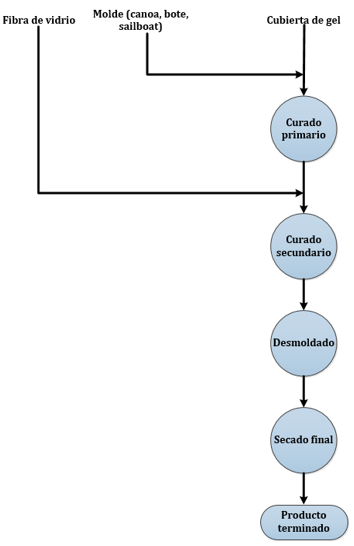 Fibra de vidrio
Molde (canoa, bote,
sailboat)
Cubierta de gel
Curado
primario
Curado
secundario
Desmoldado
Secado final
Producto
terminado